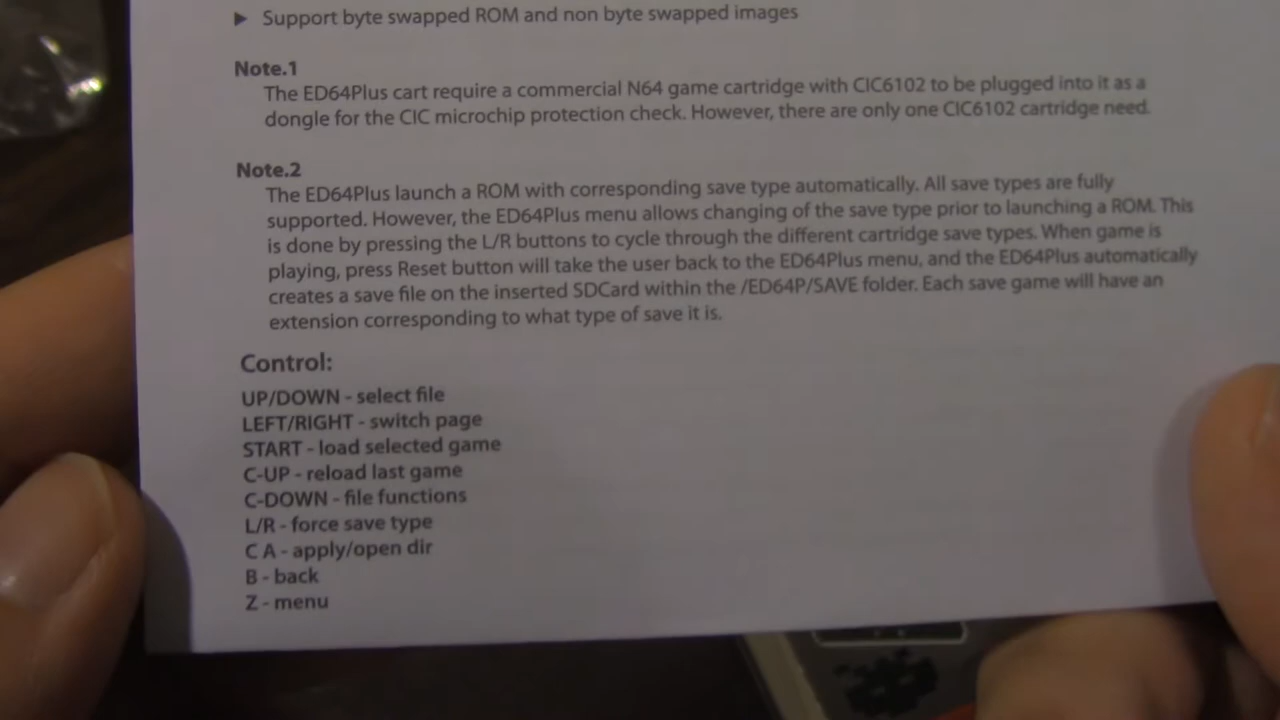 ► Support byte swapped ROM and non byte swapped images
Note.1
The ED64Plus cart require a commercial N64 game cartridge with CIC6102 to be plugged into it as a
dongle for the CIC microchip protection check. However, there are only one CIC6102 cartridge need.
Note.2
The ED64Plus launch a ROM with corresponding save type automatically. All save types are fully
supported. However, the ED64Plus menu allows changing of the save type prior to launching a ROM. This
is done by pressing the L/R buttons to cycle through the different cartridge save types. When game is
playing, press Reset button will take the user back to the ED64Plus menu, and the ED64Plus automatically
creates a save file on the inserted SDCard within the /ED64P/SAVE folder. Each save game will have an
extension corresponding to what type of save it is.
Control:
UP/DOWN - select file
LEFT/RIGHT - switch page
START - load selected game
C-UP - reload last game
C-DOWN - file functions
L/R - force save type
C A - apply/open dir
B - back
Z - menu